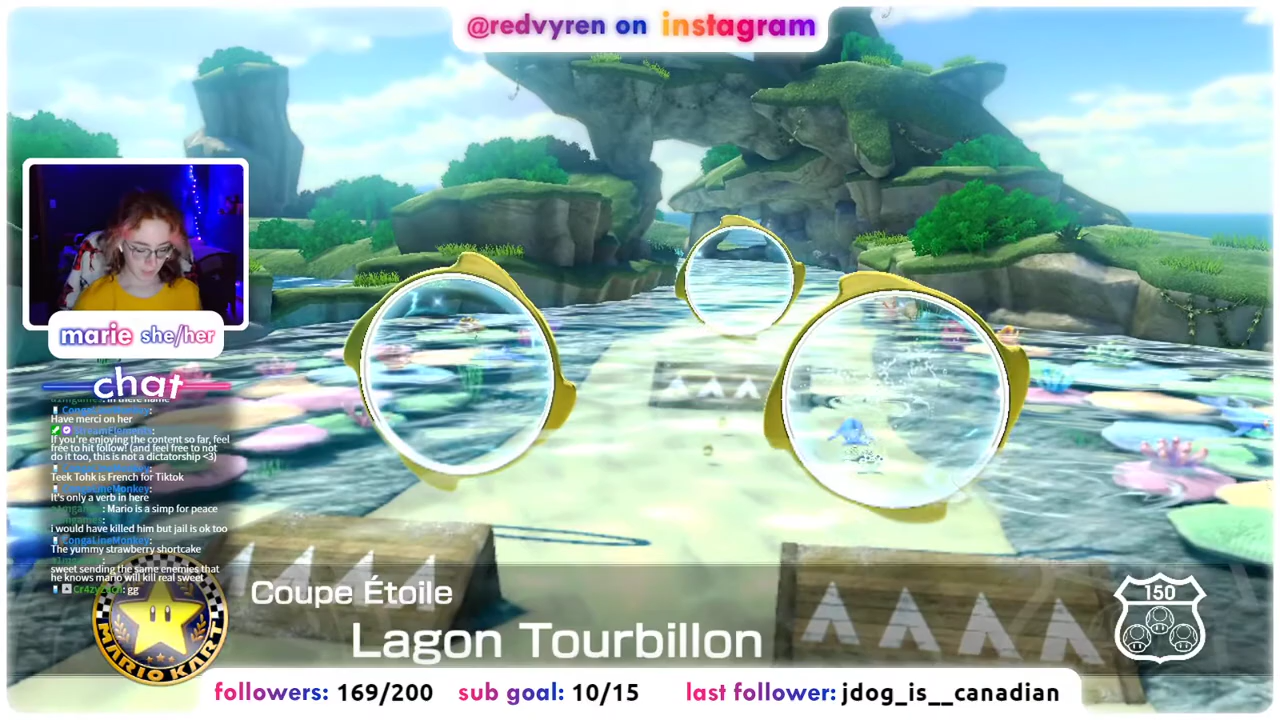 @redvyren on instagram
marie she/her
chat
Have merci on her
If you're enjoying the content so far, feel
free to hit follow! (and feel free to not
do it too, this is not a dictatorship <3)
Teek Tohk is French for Tiktok
It's only a verb in here
: Mario is a simp for peace
i would have killed him but jail is ok too
CongaLineMonkey:
The yummy strawberry shortcake
sweet sending the same enemies that
he knows mario will kill real sweet
: gg
MARIO KART
Coupe Étoile
Lagon Tourbillon
150
followers: 169/200 sub goal: 10/15 last follower: jdog_is__canadian